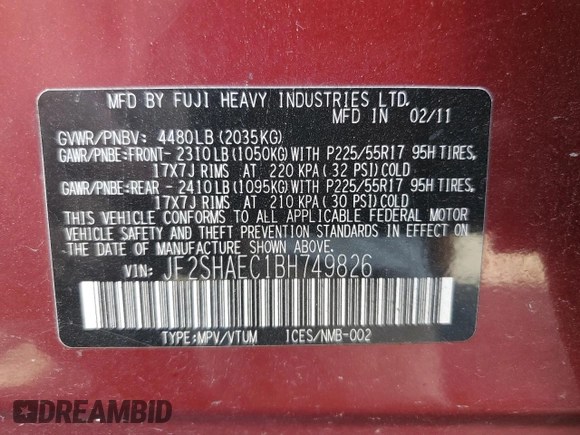 MFD BY FUJI HEAVY INDUSTRIES LTD.
MFD IN 02/11
GVWR/PNBV: 4480LB(2035KG)
GAWR/PNBE:FRONT- 2310LB(1050KG)WITH P225/55R17 95H TIRES,
17X7J RIMS AT 220 KPA(32 PSI)COLD
GAWR/PNBE:REAR - 2410LB(1095KG)WITH P225/55R17 95H TIRES,
17X7J RIMS AT 210 KPA(30 PSI)COLD
THIS VEHICLE CONFORMS TO ALL APPLICABLE FEDERAL MOTOR
VEHICLE SAFETY AND THEFT PREVENTION STANDARDS IN EFFECT ON
THE DATE OF MANUFACTURE SHOWN ABOVE.
VIN: JF2SHAEC1BH749826
TYPE:MPV/VTUM ICES/NMB-002
DREAMBID